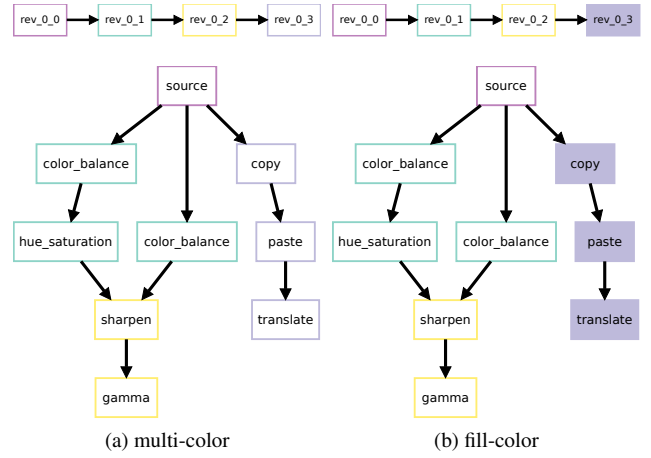 rev_0_0 rev_0_1 rev_0_2 rev_0_3 rev_0_0 rev_0_1 rev_0_2 rev_0_3
source source
color_balance copy color_balance copy
hue_saturation color_balance paste hue_saturation color_balance paste
sharpen translate sharpen translate
gamma gamma
(a) multi-color (b) fill-color